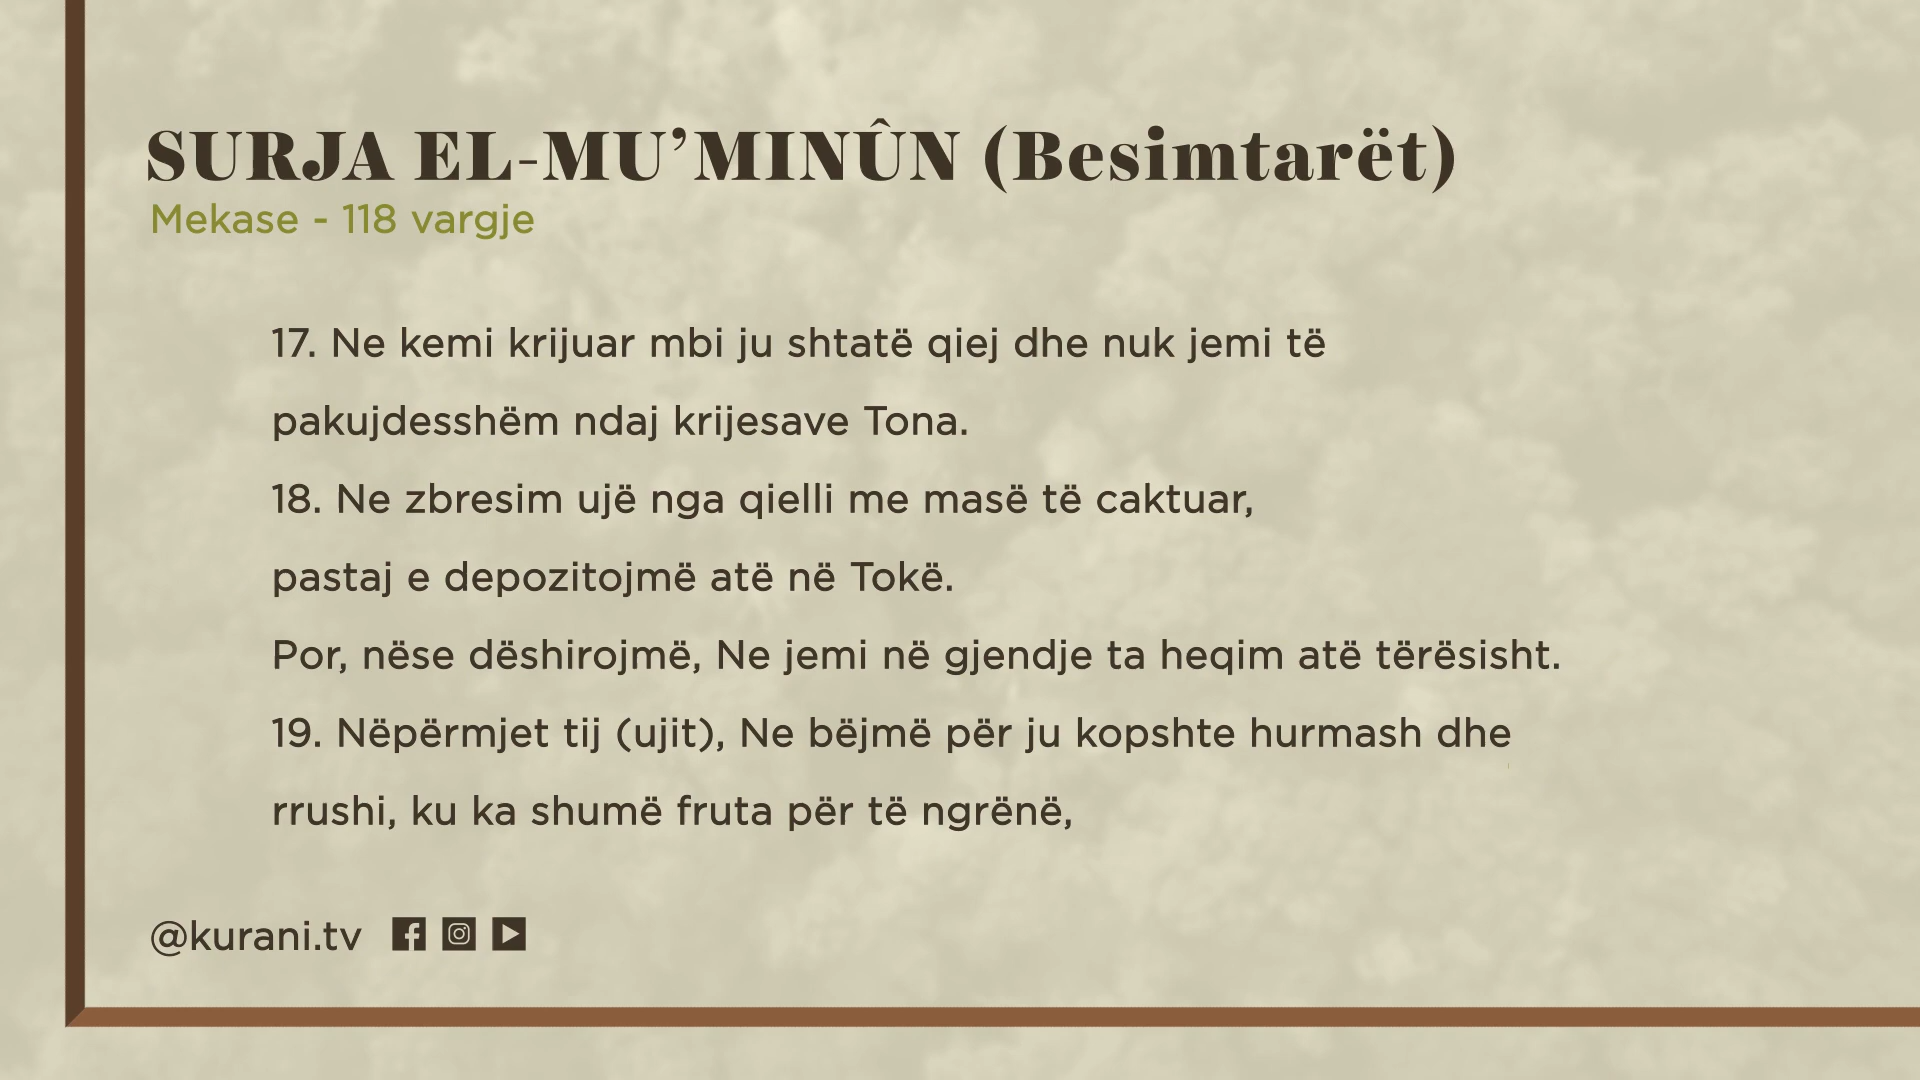 SURJA EL-MU’MINÛN (Besimtarët)
Mekase - 118 vargje
17. Ne kemi krijuar mbi ju shtatë qiej dhe nuk jemi të
pakujdesshëm ndaj krijesave Tona.
18. Ne zbresim ujë nga qielli me masë të caktuar,
pastaj e depozitojmë atë në Tokë.
Por, nëse dëshirojmë, Ne jemi në gjendje ta heqim atë tërësisht.
19. Nëpërmjet tij (ujit), Ne bëjmë për ju kopshte hurmash dhe
rrushi, ku ka shumë fruta për të ngrënë,
@kurani.tv